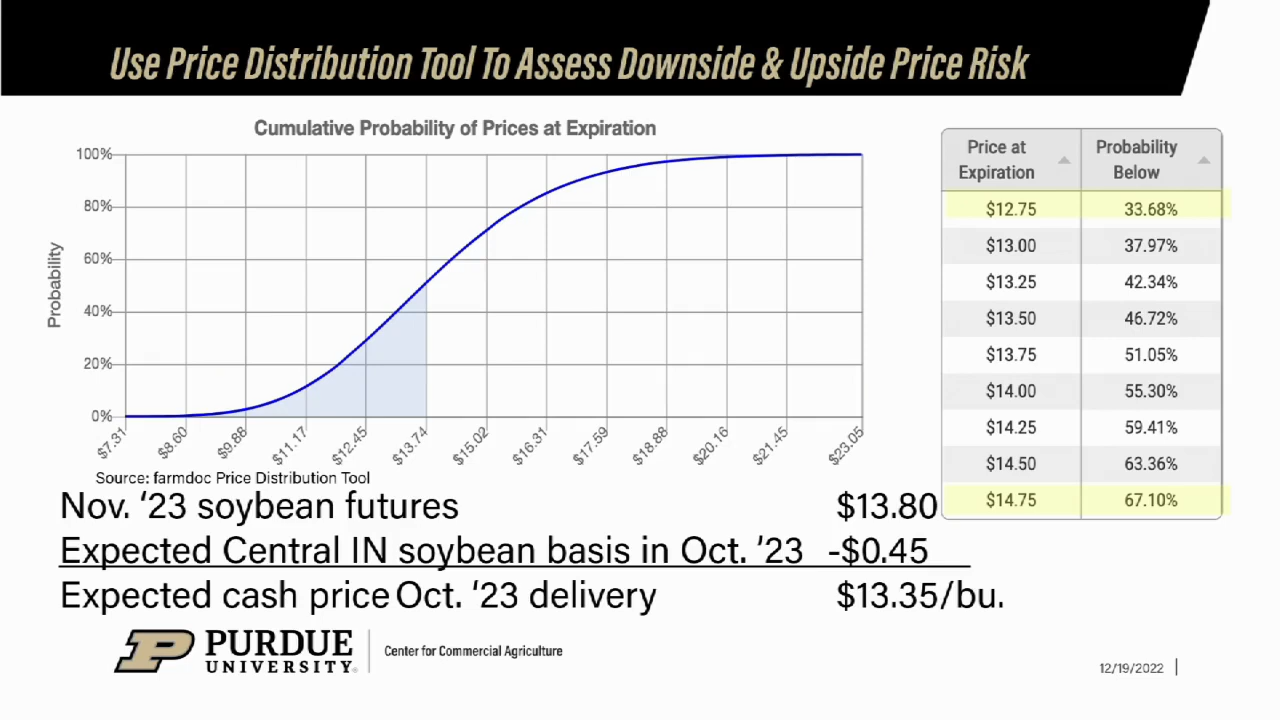 Use Price Distribution Tool To Assess Downside & Upside Price Risk
Cumulative Probability of Prices at Expiration
Probability
100%
80%
60%
40%
20%
0%
$7.31
$8.60
$9.88
$11.17
$12.45
$13.74
$15.02
$16.31
$17.59
$18.88
$20.16
$21.45
$23.05
Source: farmdoc Price Distribution Tool
Price at Expiration Probability Below
$12.75 33.68%
$13.00 37.97%
$13.25 42.34%
$13.50 46.72%
$13.75 51.05%
$14.00 55.30%
$14.25 59.41%
$14.50 63.36%
$14.75 67.10%
Nov. ‘23 soybean futures $13.80
Expected Central IN soybean basis in Oct. ‘23 -$0.45
Expected cash price Oct. ‘23 delivery $13.35/bu.
P PURDUE
UNIVERSITY®
Center for Commercial Agriculture
12/19/2022 |